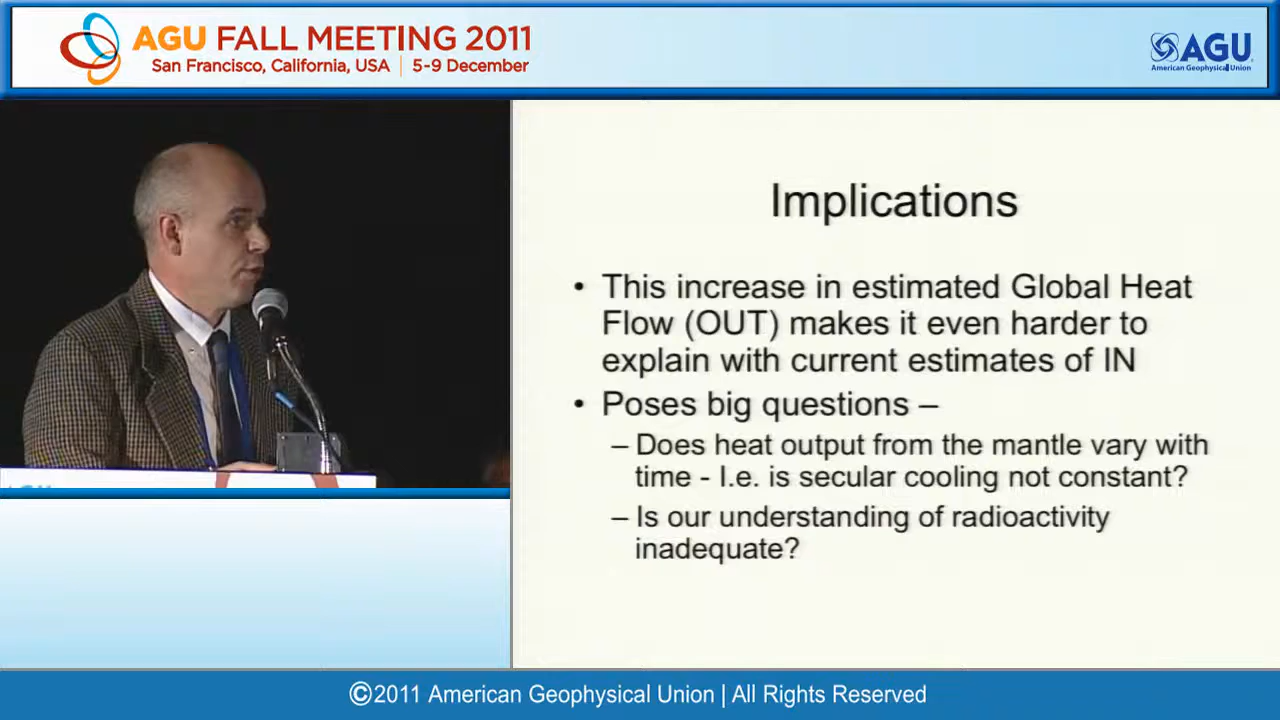 AGU FALL MEETING 2011
San Francisco, California, USA | 5-9 December
AGU
American Geophysical Union
Implications
• This increase in estimated Global Heat
Flow (OUT) makes it even harder to
explain with current estimates of IN
• Poses big questions –
– Does heat output from the mantle vary with
time - I.e. is secular cooling not constant?
– Is our understanding of radioactivity
inadequate?
©2011 American Geophysical Union | All Rights Reserved